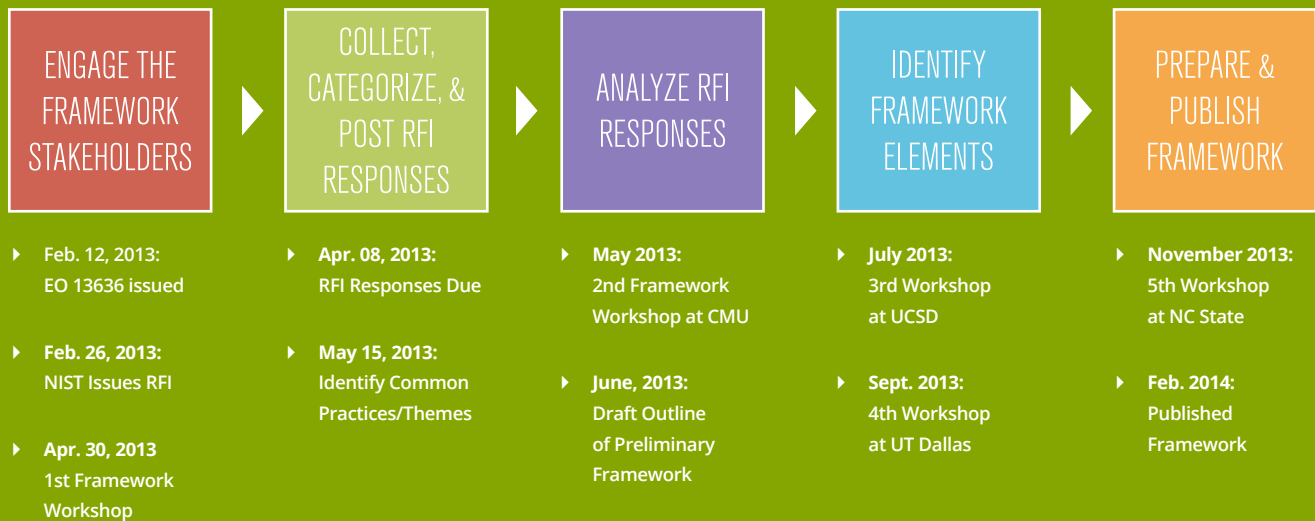 ENGAGE THE
FRAMEWORK
STAKEHOLDERS
COLLECT,
CATEGORIZE, &
POST RFI
RESPONSES
ANALYZE RFI
RESPONSES
IDENTIFY
FRAMEWORK
ELEMENTS
PREPARE &
PUBLISH
FRAMEWORK
Feb. 12, 2013:
EO 13636 issued
Feb. 26, 2013:
NIST Issues RFI
Apr. 30, 2013
1st Framework
Workshop
Apr. 08, 2013:
RFI Responses Due
May 15, 2013:
Identify Common
Practices/Themes
May 2013:
2nd Framework
Workshop at CMU
June, 2013:
Draft Outline
of Preliminary
Framework
July 2013:
3rd Workshop
at UCSD
Sept. 2013:
4th Workshop
at UT Dallas
November 2013:
5th Workshop
at NC State
Feb. 2014:
Published
Framework